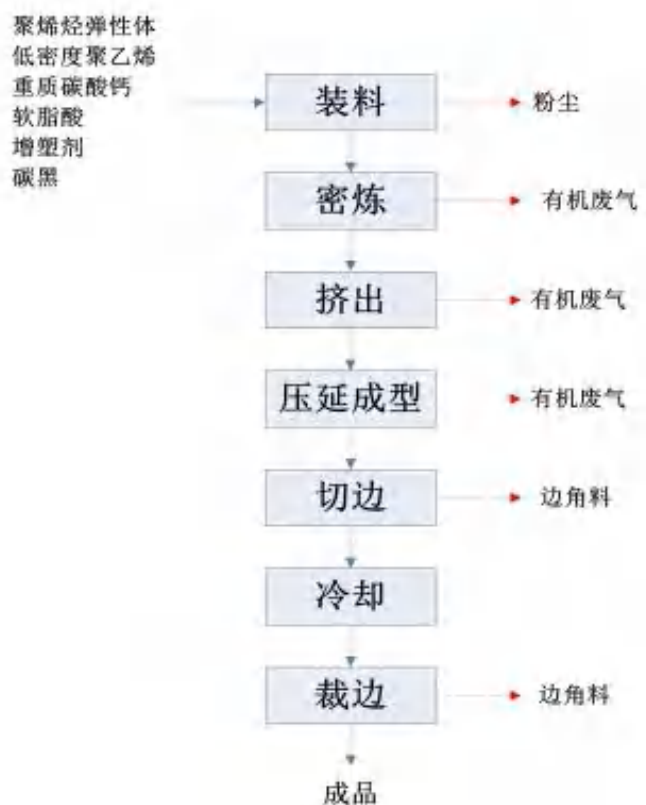 聚烯烃弹性体
低密度聚乙烯
重质碳酸钙
软脂酸
增塑剂
碳黑
装料
粉尘
密炼
有机废气
挤出
有机废气
压延成型
有机废气
切边
边角料
冷却
裁边
边角料
成品